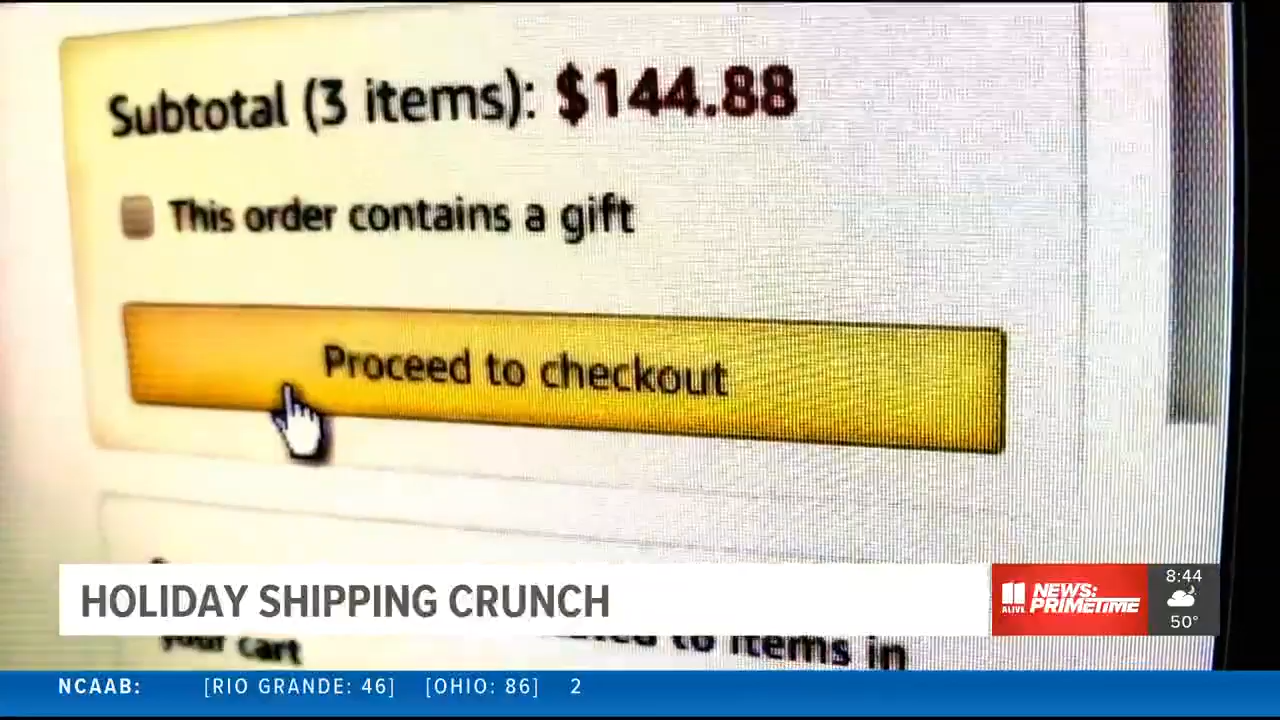 Subtotal (3 items): $144.88
This order contains a gift
Proceed to checkout
HOLIDAY SHIPPING CRUNCH
11 ALIVE NEWS: PRIMETIME
8:44
50°
to items in
your cart
NCAAB: [RIO GRANDE: 46] [OHIO: 86] 2